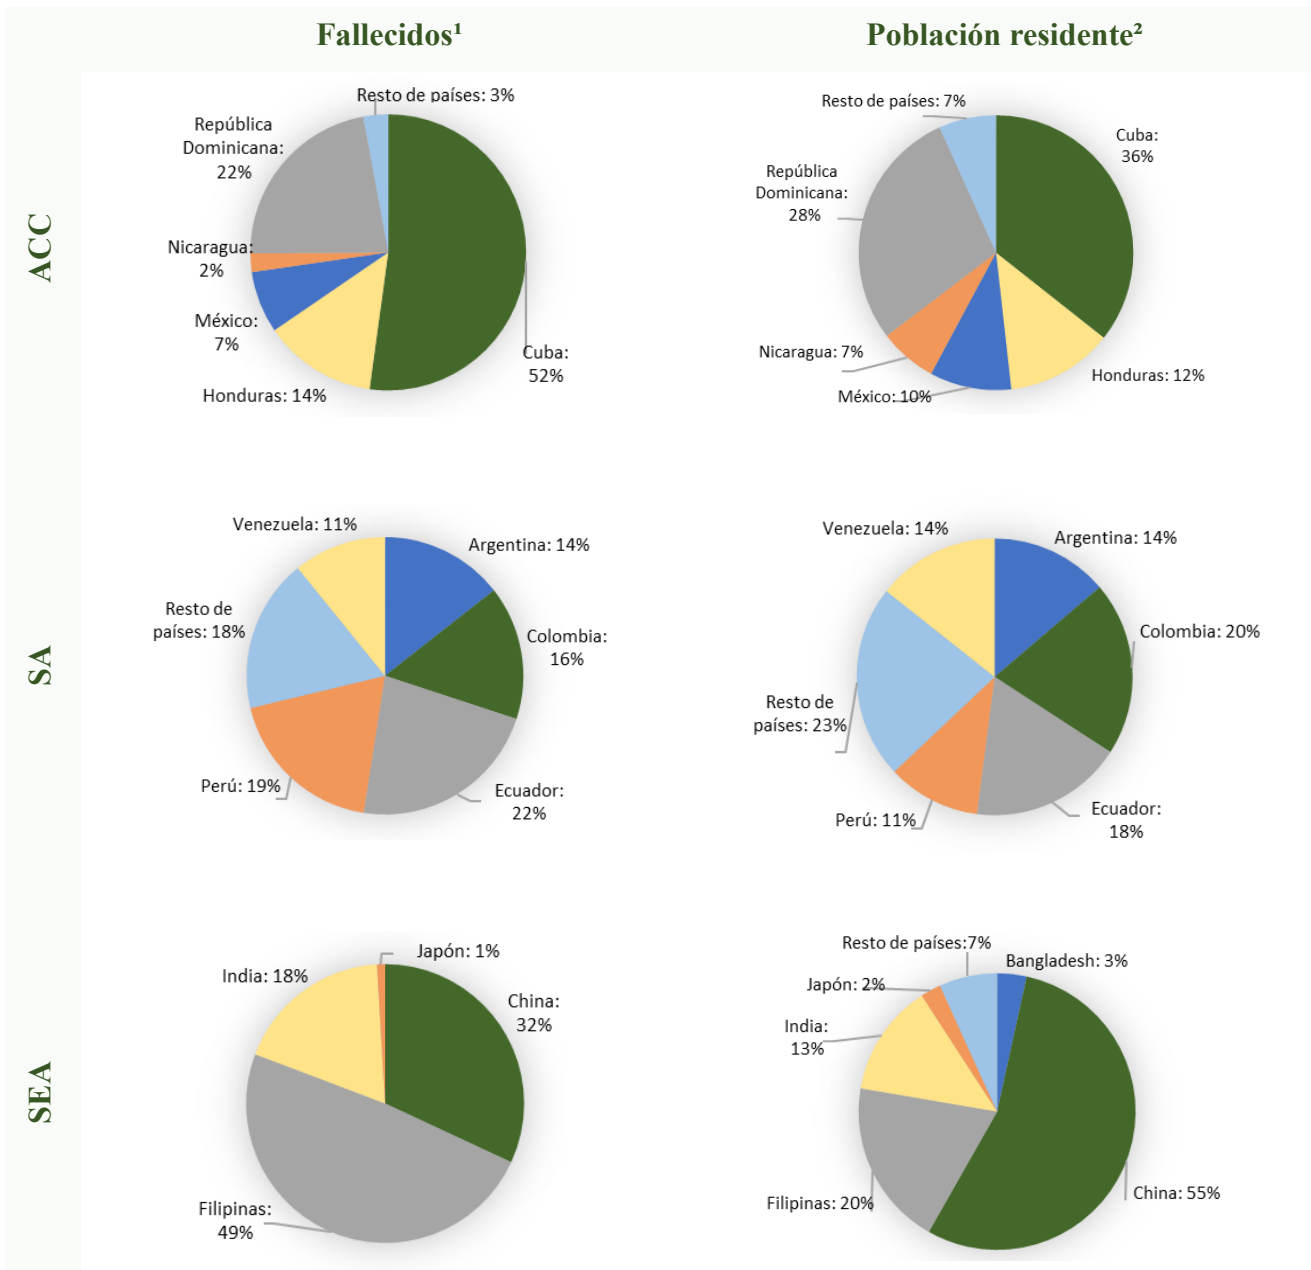 Fallecidos¹
Población residente²
ACC
Resto de países: 3%
República
Dominicana:
22%
Nicaragua:
2%
México:
7%
Honduras: 14%
Cuba:
52%
Resto de países: 7%
Cuba:
36%
República
Dominicana:
28%
Nicaragua: 7%
México: 10%
Honduras: 12%
SA
Venezuela: 11%
Argentina: 14%
Resto de
países: 18%
Colombia:
16%
Perú: 19%
Ecuador:
22%
Venezuela: 14%
Argentina: 14%
Colombia: 20%
Resto de
países: 23%
Perú: 11%
Ecuador:
18%
SEA
Japón: 1%
India: 18%
China:
32%
Filipinas:
49%
Resto de países:7%
Bangladesh: 3%
Japón: 2%
India:
13%
Filipinas: 20%
China: 55%